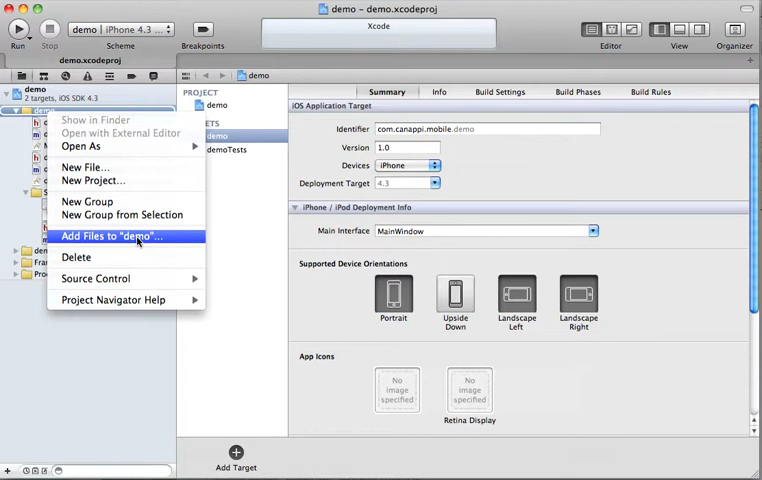 demo – demo.xcodeproj
demo | iPhone 4.3 ...
Xcode
Run
Stop
Scheme
Breakpoints
Editor
View
Organizer
demo.xcodeproj
demo
demo
2 targets, iOS SDK 4.3
demo
Show in Finder
Open with External Editor
Open As
New File...
New Project...
New Group
New Group from Selection
Add Files to "demo"...
Delete
Source Control
Project Navigator Help
PROJECT
demo
ETS
demo
demoTests
Summary
Info
Build Settings
Build Phases
Build Rules
iOS Application Target
Identifier
com.canappi.mobile.demo
Version
1.0
Devices
iPhone
Deployment Target
4.3
iPhone / iPod Deployment Info
Main Interface
MainWindow
Supported Device Orientations
Portrait
Upside Down
Landscape Left
Landscape Right
App Icons
No image specified
No image specified
Retina Display
Add Target